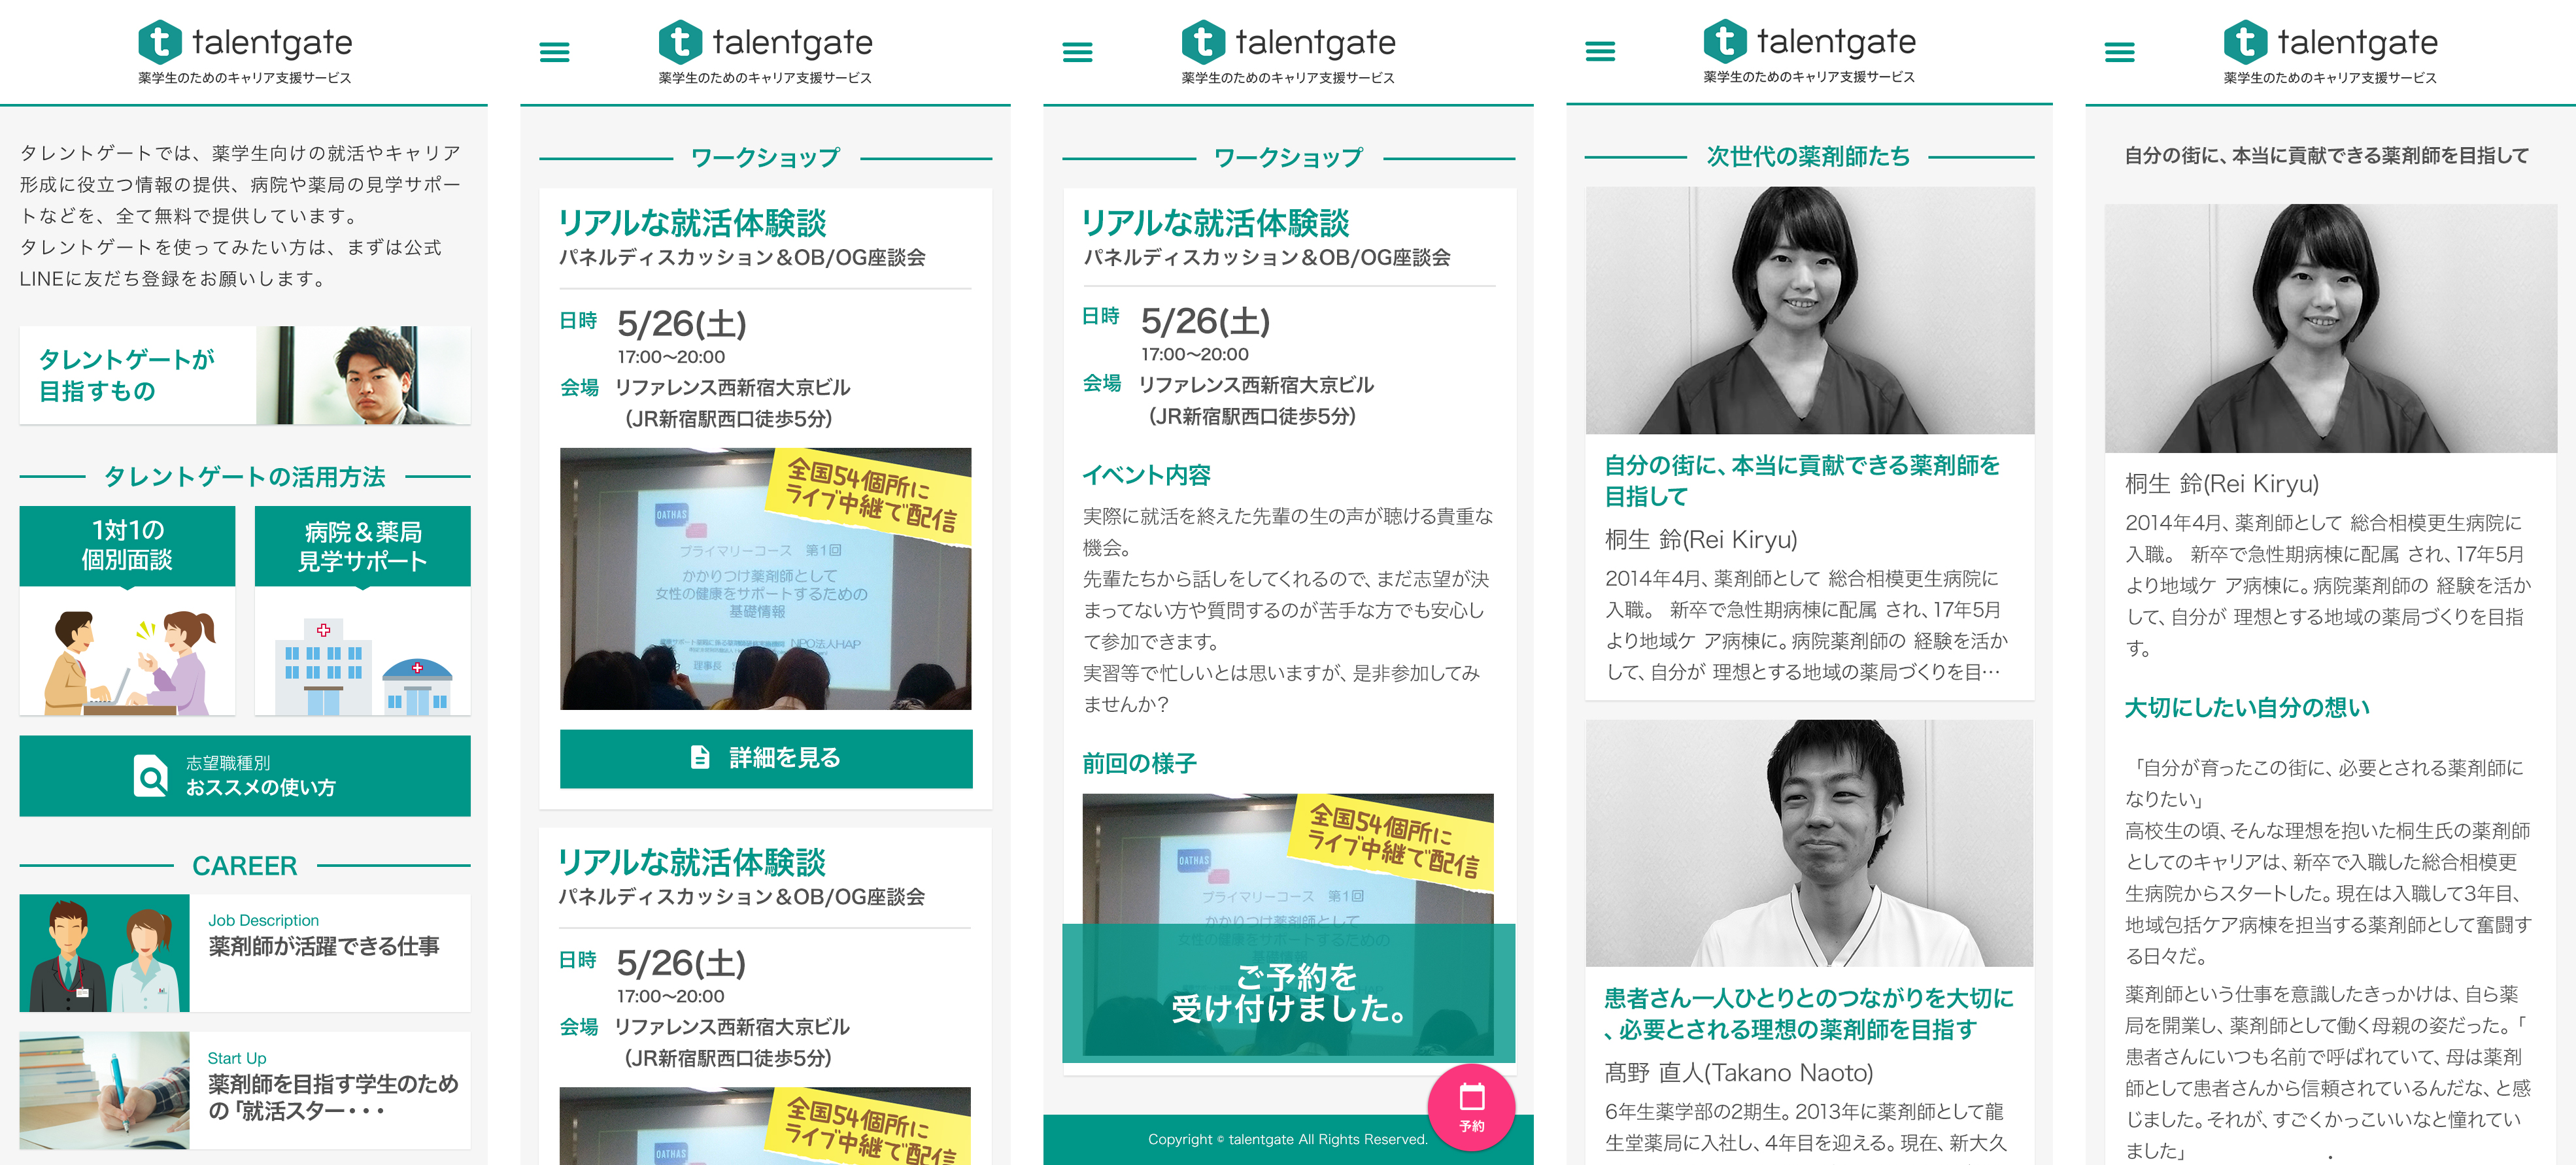 talentgate
薬学生のためのキャリア支援サービス
タレントゲートでは、薬学生向けの就活やキャリア
形成に役立つ情報の提供、病院や薬局の見学サポー
トなどを、全て無料で提供しています。
タレントゲートを使ってみたい方は、まずは公式
LINEに友だち登録をお願いします。
タレントゲートが
目指すもの
タレントゲートの活用方法
1対1の
個別面談
病院＆薬局
見学サポート
志望職種別
おススメの使い方
CAREER
Job Description
薬剤師が活躍できる仕事
Start Up
薬剤師を目指す学生のため
の「就活スター・・・
talentgate
薬学生のためのキャリア支援サービス
ワークショップ
リアルな就活体験談
パネルディスカッション＆OB/OG座談会
日時 5/26(土)
17:00〜20:00
会場 リファレンス西新宿大京ビル
（JR新宿駅西口徒歩5分）
全国54個所に
ライブ中継で配信
OATHAS
プライマリーコース 第1回
かかりつけ薬剤師として
女性の健康をサポートするための
基礎情報
NPO法人HAP
理事長
詳細を見る
リアルな就活体験談
パネルディスカッション＆OB/OG座談会
日時 5/26(土)
17:00〜20:00
会場 リファレンス西新宿大京ビル
（JR新宿駅西口徒歩5分）
全国54個所に
ライブ中継で配信
talentgate
薬学生のためのキャリア支援サービス
ワークショップ
リアルな就活体験談
パネルディスカッション＆OB/OG座談会
日時 5/26(土)
17:00〜20:00
会場 リファレンス西新宿大京ビル
（JR新宿駅西口徒歩5分）
イベント内容
実際に就活を終えた先輩の生の声が聴ける貴重な
機会。
先輩たちから話しをしてくれるので、まだ志望が決
まってない方や質問するのが苦手な方でも安心し
て参加できます。
実習等で忙しいとは思いますが、是非参加してみ
ませんか？
前回の様子
全国54個所に
ライブ中継で配信
OATHAS
プライマリーコース 第1回
かかりつけ薬剤師として
女性の健康をサポートするための
ご予約を
受け付けました。
予約
Copyright © talentgate All Rights Reserved.
talentgate
薬学生のためのキャリア支援サービス
次世代の薬剤師たち
自分の街に、本当に貢献できる薬剤師を
目指して
桐生 鈴(Rei Kiryu)
2014年4月、薬剤師として 総合相模更生病院に
入職。 新卒で急性期病棟に配属 され、17年5月
より地域ケ ア病棟に。病院薬剤師の 経験を活か
して、自分が 理想とする地域の薬局づくりを目…
患者さん一人ひとりとのつながりを大切に
、必要とされる理想の薬剤師を目指す
髙野 直人(Takano Naoto)
6年生薬学部の2期生。2013年に薬剤師として龍
生堂薬局に入社し、4年目を迎える。現在、新大久
talentgate
薬学生のためのキャリア支援サービス
自分の街に、本当に貢献できる薬剤師を目指して
桐生 鈴(Rei Kiryu)
2014年4月、薬剤師として 総合相模更生病院に
入職。 新卒で急性期病棟に配属 され、17年5月
より地域ケ ア病棟に。病院薬剤師の 経験を活か
して、自分が 理想とする地域の薬局づくりを目指
す。
大切にしたい自分の想い
「自分が育ったこの街に、必要とされる薬剤師に
なりたい」
高校生の頃、そんな理想を抱いた桐生氏の薬剤師
としてのキャリアは、新卒で入職した総合相模更
生病院からスタートした。現在は入職して3年目、
地域包括ケア病棟を担当する薬剤師として奮闘す
る日々だ。
薬剤師という仕事を意識したきっかけは、自ら薬
局を開業し、薬剤師として働く母親の姿だった。「
患者さんにいつも名前で呼ばれていて、母は薬剤
師として患者さんから信頼されているんだな、と感
じました。それが、すごくかっこいいなと憧れてい
ました」